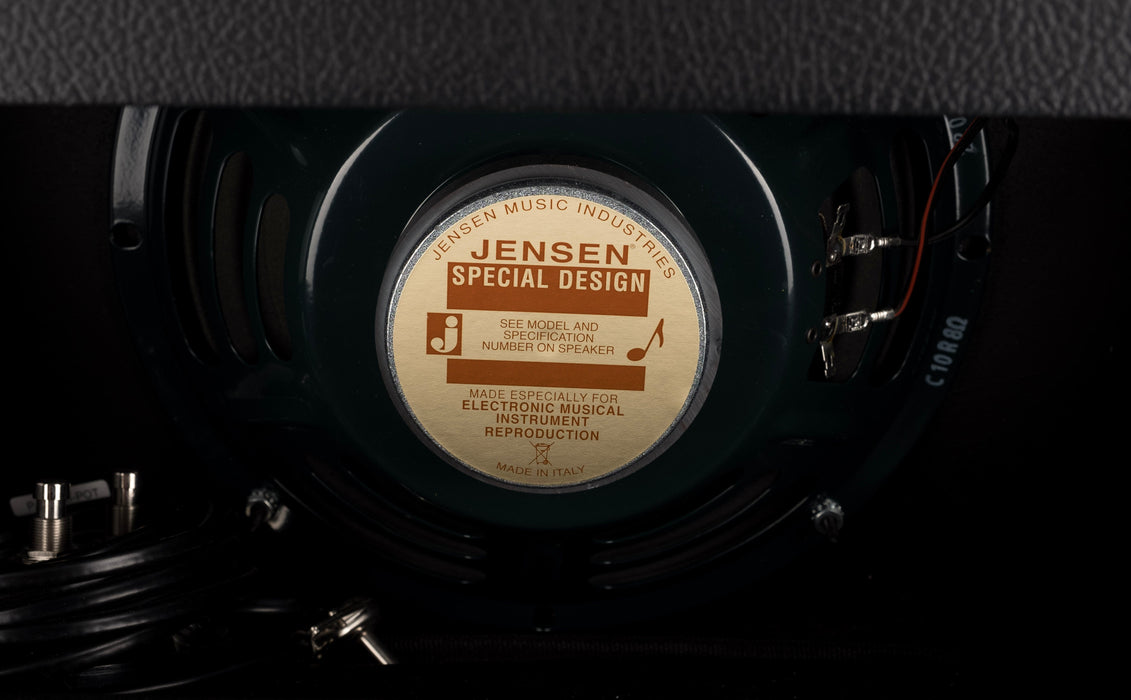 JENSEN MUSIC INDUSTRIES
JENSEN®
SPECIAL DESIGN
j
SEE MODEL AND
SPECIFICATION
NUMBER ON SPEAKER
MADE ESPECIALLY FOR
ELECTRONIC MUSICAL
INSTRUMENT
REPRODUCTION
MADE IN ITALY
C10R8Ω